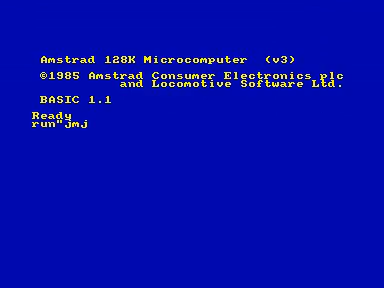 Amstrad 128K Microcomputer  (v3)
©1985 Amstrad Consumer Electronics plc
and Locomotive Software Ltd.
BASIC 1.1
Ready
run"jmj